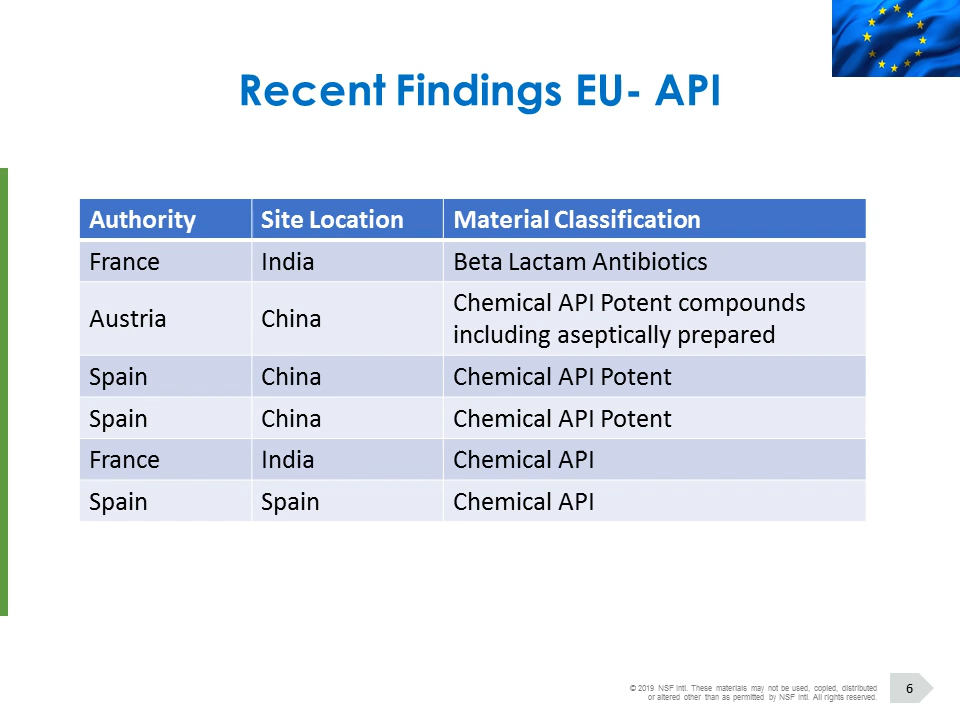 Recent Findings EU- API
Authority Site Location Material Classification
France India Beta Lactam Antibiotics
Austria China Chemical API Potent compounds
including aseptically prepared
Spain China Chemical API Potent
Spain China Chemical API Potent
France India Chemical API
Spain Spain Chemical API
© 2019 NSF Intl. These materials may not be used, copied, distributed
or altered other than as permitted by NSF Intl. All rights reserved.
6